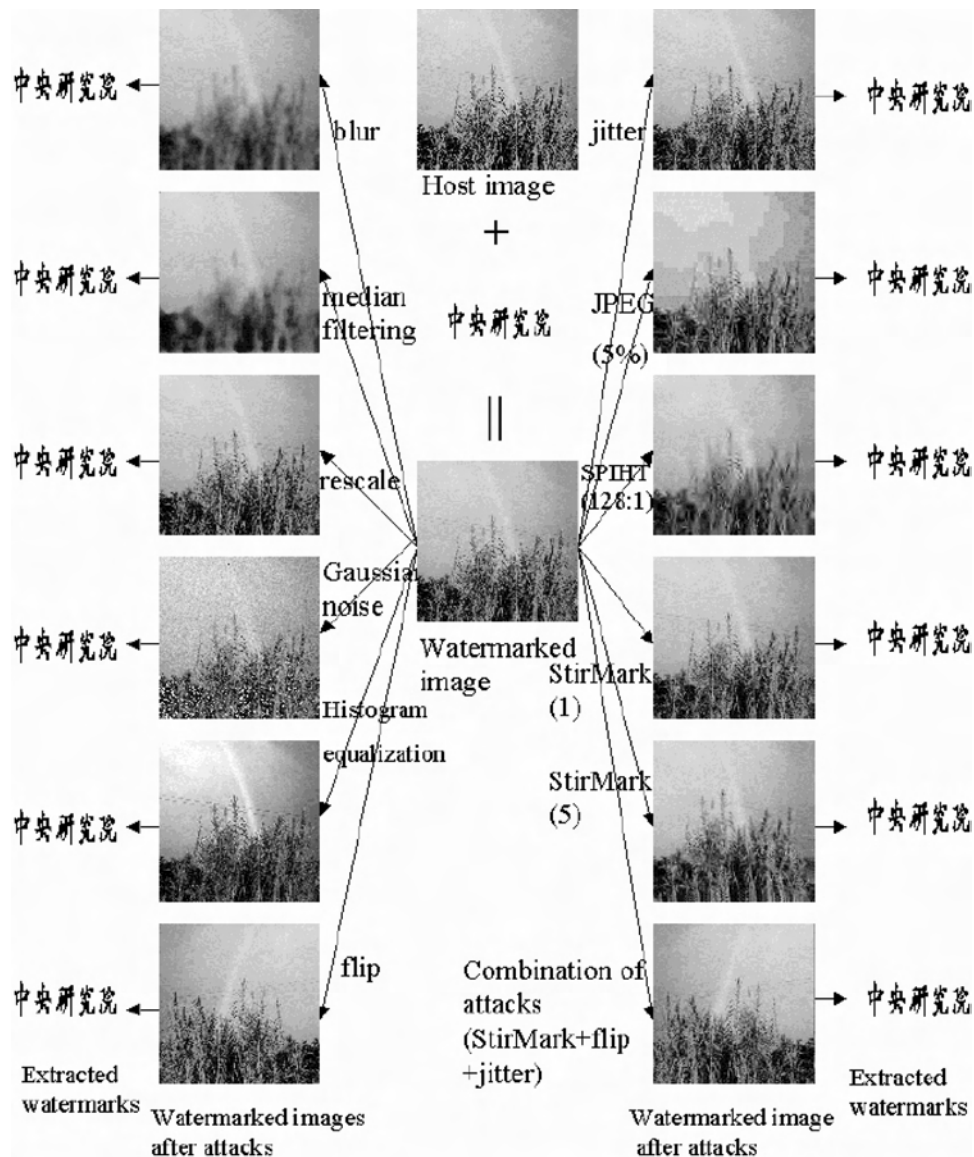 中央研究院
blur
Host image
jitter
中央研究院
+
中央研究院
median
filtering
中央研究院
JPEG
(5%)
中央研究院
||
中央研究院
rescale
SPIHT
(128:1)
中央研究院
中央研究院
Gaussian
noise
Watermarked
image
StirMark
(1)
中央研究院
Histogram
equalization
中央研究院
StirMark
(5)
中央研究院
中央研究院
flip
Combination of
attacks
(StirMark+flip
+jitter)
中央研究院
Extracted
watermarks
Watermarked images
after attacks
Watermarked image
after attacks
Extracted
watermarks